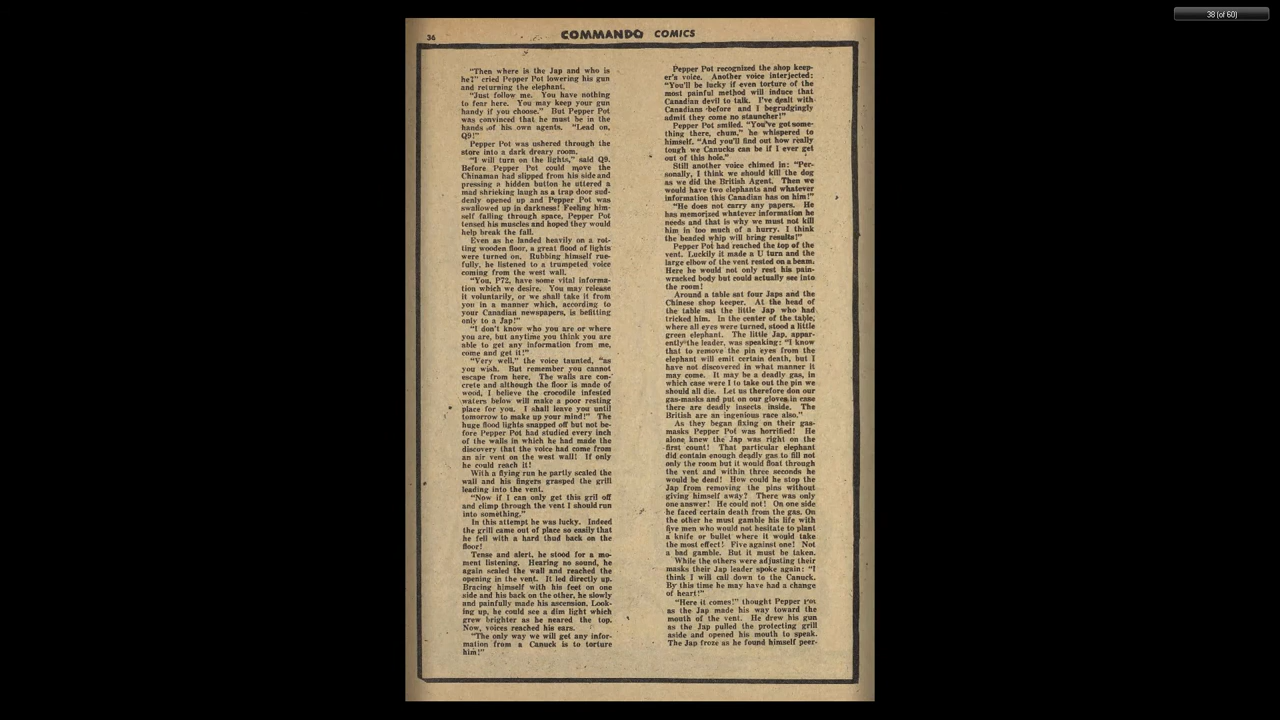 38 (of 60)
36
COMMANDO COMICS
"Then where is the Jap and who is
he?" cried Pepper Pot lowering his gun
and returning the elephant.
"Just follow me. You have nothing
to fear here. You may keep your gun
handy if you choose." But Pepper Pot
was convinced that he must be in the
hands of his own agents. "Lead on,
Q9!"
Pepper Pot was ushered through the
store into a dark dreary room.
"I will turn on the lights," said Q9.
Before Pepper Pot could move the
Chinaman had slipped from his side and
pressing a hidden button he uttered a
mad shrieking laugh as a trap door sud-
denly opened up and Pepper Pot was
swallowed up in darkness! Feeling him-
self falling through space, Pepper Pot
tensed his muscles and hoped they would
help break the fall.
Even as he landed heavily on a rot-
ting wooden floor, a great flood of lights
were turned on. Rubbing himself rue-
fully, he listened to a trumpeted voice
coming from the west wall.
"You, P72, have some vital informa-
tion which we desire. You may release
it voluntarily, or we shall take it from
you in a manner which, according to
your Canadian newspapers, is befitting
only to a Jap!"
"I don't know who you are or where
you are, but anytime you think you are
able to get any information from me,
come and get it!"
"Very well," the voice taunted, "as
you wish. But remember you cannot
escape from here. The walls are con-
crete and although the floor is made of
wood, I believe the crocodile infested
waters below will make a poor resting
place for you. I shall leave you until
tomorrow to make up your mind!" The
huge flood lights snapped off but not be-
fore Pepper Pot had studied every inch
of the walls in which he had made the
discovery that the voice had come from
an air vent on the west wall! If only
he could reach it!
With a flying run he partly scaled the
wall and his fingers grasped the grill
leading into the vent.
"Now if I can only get this gril off
and climp through the vent I should run
into something."
In this attempt he was lucky. Indeed
the grill came out of place so easily that
he fell with a hard thud back on the
floor!
Tense and alert, he stood for a mo-
ment listening. Hearing no sound, he
again scaled the wall and reached the
opening in the vent. It led directly up.
Bracing himself with his feet on one
side and his back on the other, he slowly
and painfully made his ascension. Look-
ing up, he could see a dim light which
grew brighter as he neared the top.
Now, voices reached his ears.
"The only way we will get any infor-
mation from a Canuck is to torture
him!"
Pepper Pot recognized the shop keep-
er's voice. Another voice interjected:
"You'll be lucky if even torture of the
most painful method will induce that
Canadian devil to talk. I've dealt with
Canadians before and I begrudgingly
admit they come no stauncher!"
Pepper Pot smiled. "You've got some-
thing there, chum," he whispered to
himself. "And you'll find out how really
tough we Canucks can be if I ever get
out of this hole."
Still another voice chimed in: "Per-
sonally, I think we should kill the dog
as we did the British Agent. Then we
would have two elephants and whatever
information this Canadian has on him!"
"He does not carry any papers. He
has memorized whatever information he
needs and that is why we must not kill
him in too much of a hurry. I think
the beaded whip will bring results!"
Pepper Pot had reached the top of the
vent. Luckily it made a U turn and the
large elbow of the vent rested on a beam.
Here he would not only rest his pain-
wracked body but could actually see into
the room!
Around a table sat four Japs and the
Chinese shop keeper. At the head of
the table sat the little Jap who had
tricked him. In the center of the table,
where all eyes were turned, stood a little
green elephant. The little Jap, appar-
ently the leader, was speaking: "I know
that to remove the pin eyes from the
elephant will emit certain death, but I
have not discovered in what manner it
may come. It may be a deadly gas, in
which case were I to take out the pin we
should all die. Let us therefore don our
gas-masks and put on our gloves in case
there are deadly insects inside. The
British are an ingenious race also."
As they began fixing on their gas-
masks Pepper Pot was horrified! He
alone knew the Jap was right on the
first count! That particular elephant
did contain enough deadly gas to fill not
only the room but it would float through
the vent and within three seconds he
would be dead! How could he stop the
Jap from removing the pins without
giving himself away? There was only
one answer! He could not! On one side
he faced certain death from the gas. On
the other he must gamble his life with
five men who would not hesitate to plant
a knife or bullet where it would take
the most effect! Five against one! Not
a bad gamble. But it must be taken.
While the others were adjusting their
masks their Jap leader spoke again: "I
think I will call down to the Canuck.
By this time he may have had a change
of heart!"
"Here it comes!" thought Pepper Pot
as the Jap made his way toward the
mouth of the vent. He drew his gun
as the Jap pulled the protecting grill
aside and opened his mouth to speak.
The Jap froze as he found himself peer-